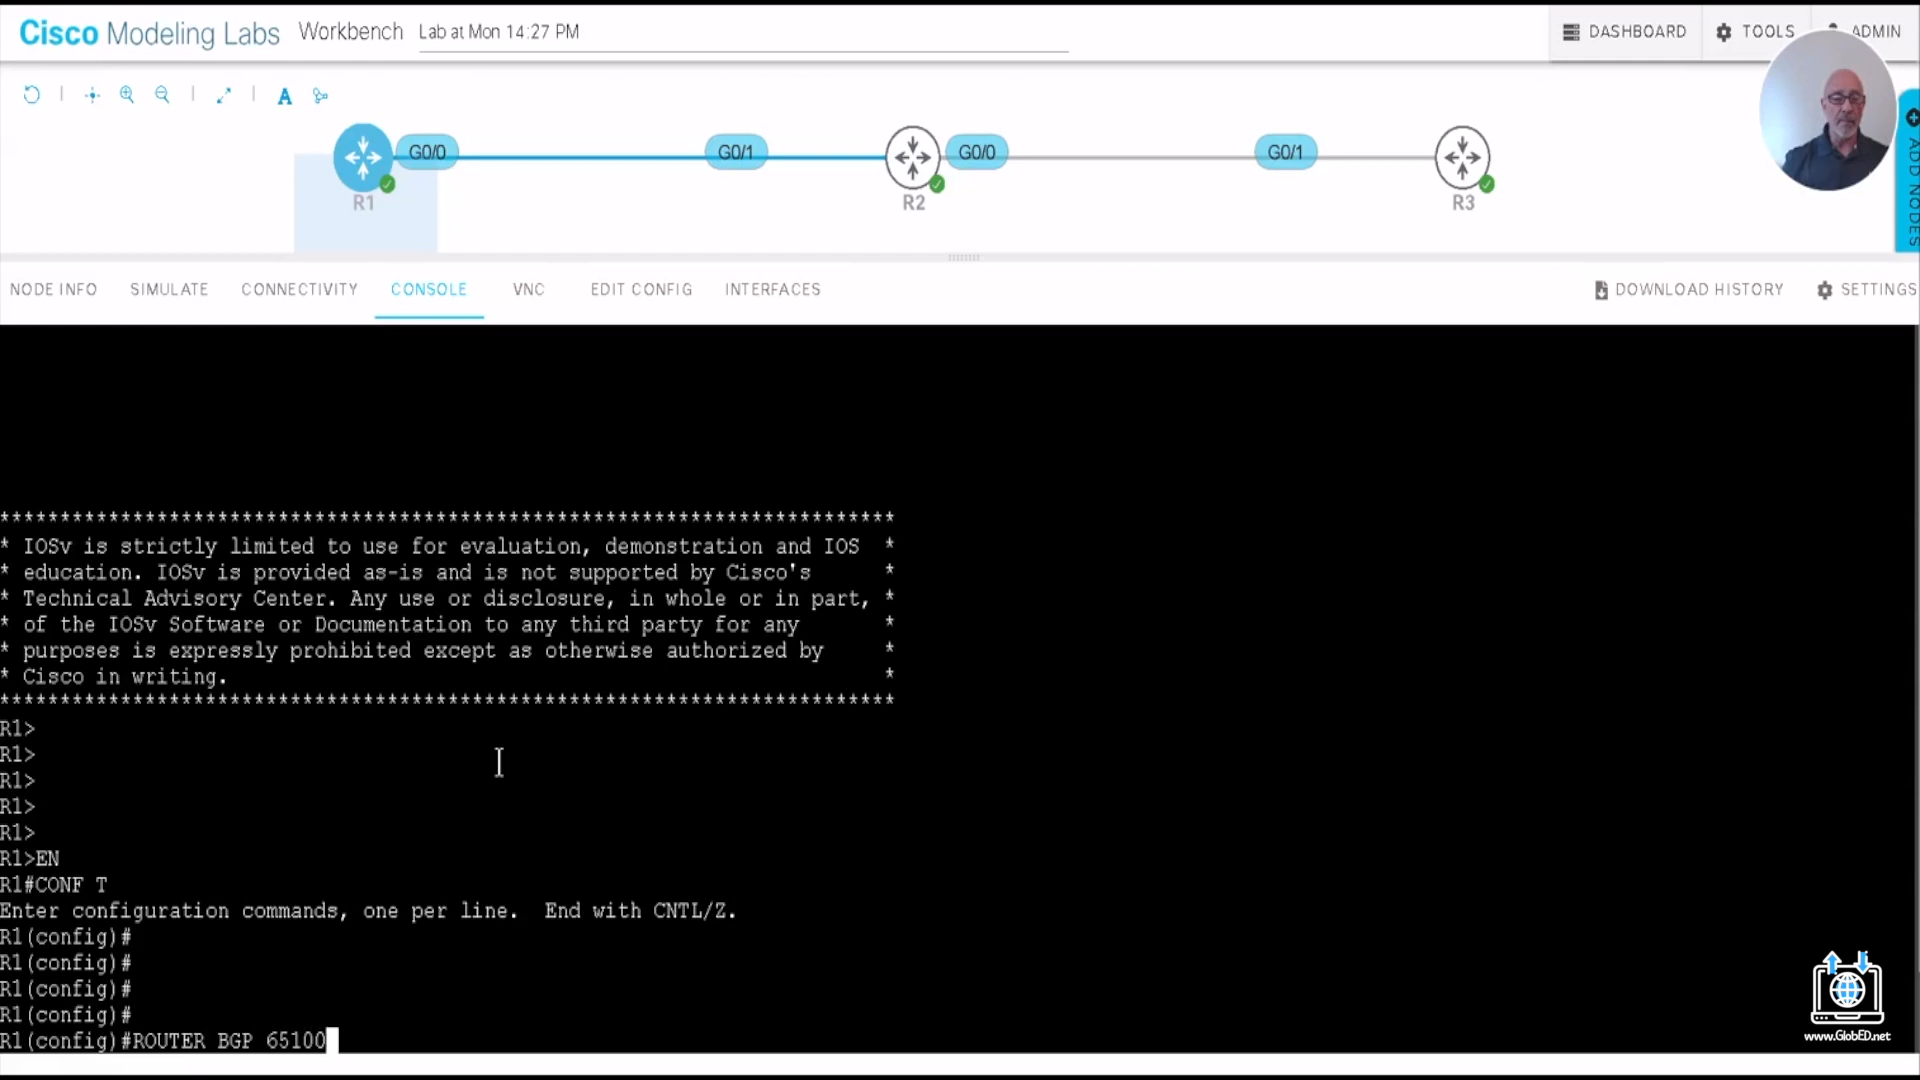 Cisco Modeling Labs Workbench Lab at Mon 14:27 PM DASHBOARD TOOLS ADMIN
A
G0/0 G0/1 G0/0 G0/1
R1 R2 R3
ADD NODES
NODE INFO SIMULATE CONNECTIVITY CONSOLE VNC EDIT CONFIG INTERFACES DOWNLOAD HISTORY SETTINGS
**************************************************************************
* IOSv is strictly limited to use for evaluation, demonstration and IOS *
* education. IOSv is provided as-is and is not supported by Cisco's *
* Technical Advisory Center. Any use or disclosure, in whole or in part, *
* of the IOSv Software or Documentation to any third party for any *
* purposes is expressly prohibited except as otherwise authorized by *
* Cisco in writing. *
**************************************************************************
R1>
R1>
R1>
R1>
R1>
R1>EN
R1#CONF T
Enter configuration commands, one per line. End with CNTL/Z.
R1(config)#
R1(config)#
R1(config)#
R1(config)#
R1(config)#ROUTER BGP 65100
www.GlobED.net